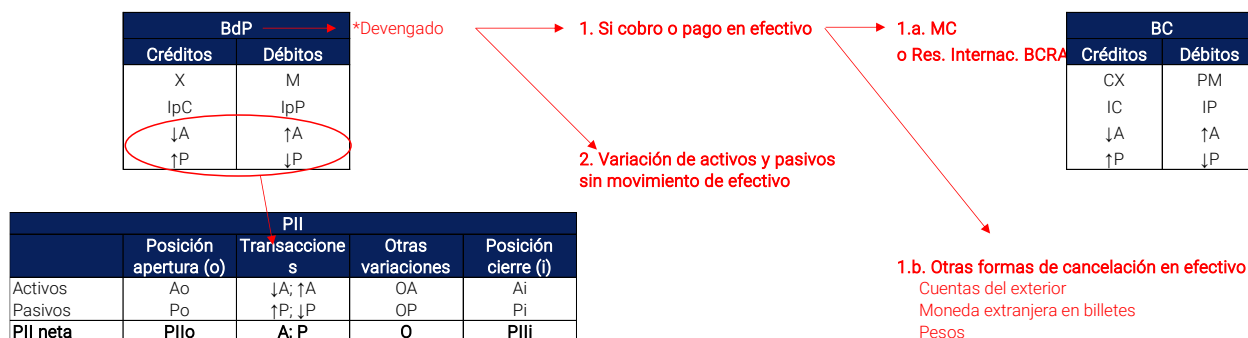 BdP
*Devengado
1. Si cobro o pago en efectivo
1.a. MC
o Res. Internac. BCRA
BC
Créditos Débitos
X M
IpC IpP
↓A ↑A
↑P ↓P
Créditos Débitos
CX PM
IC IP
↓A ↑A
↑P ↓P
2. Variación de activos y pasivos
sin movimiento de efectivo
PII
Posición
apertura (o)
Transaccione
s
Otras
variaciones
Posición
cierre (i)
Activos Ao ↓A; ↑A OA Ai
Pasivos Po ↑P; ↓P OP Pi
PII neta PIIo A; P O PIIi
1.b. Otras formas de cancelación en efectivo
Cuentas del exterior
Moneda extranjera en billetes
Pesos